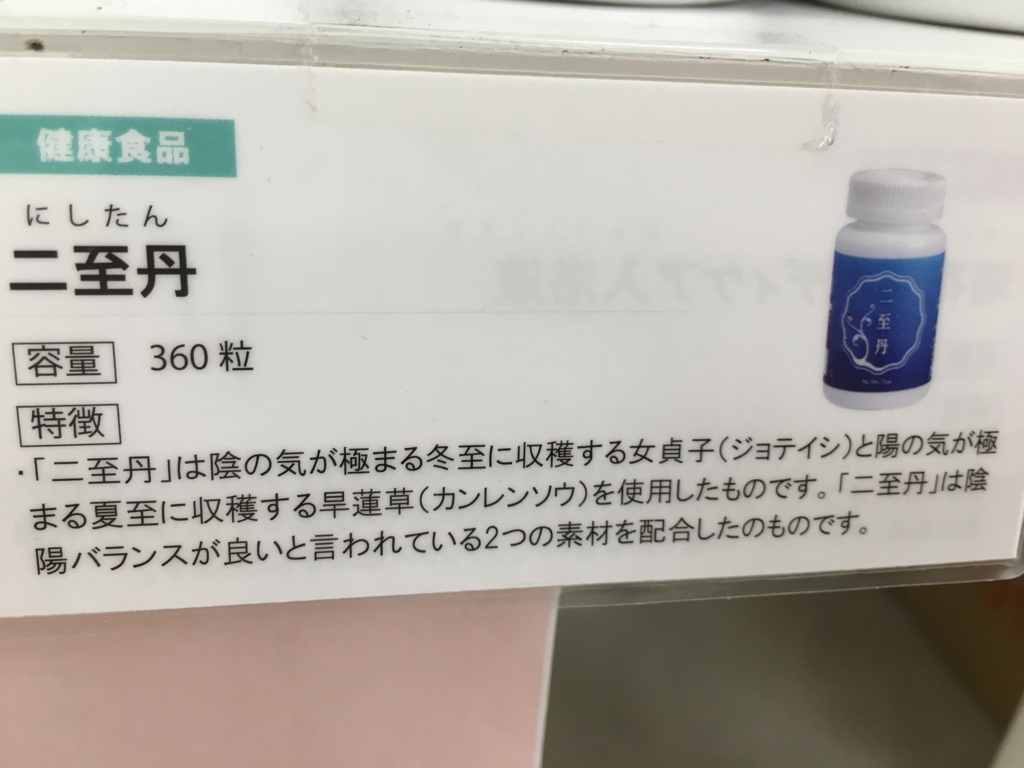 健康食品
にしたん
二至丹
容量 360 粒
特徴
・「二至丹」は陰の気が極まる冬至に収穫する女貞子(ジョテイシ)と陽の気が極
まる夏至に収穫する旱蓮草(カンレンソウ)を使用したものです。「二至丹」は陰
陽バランスが良いと言われている2つの素材を配合したのものです。
二至丹